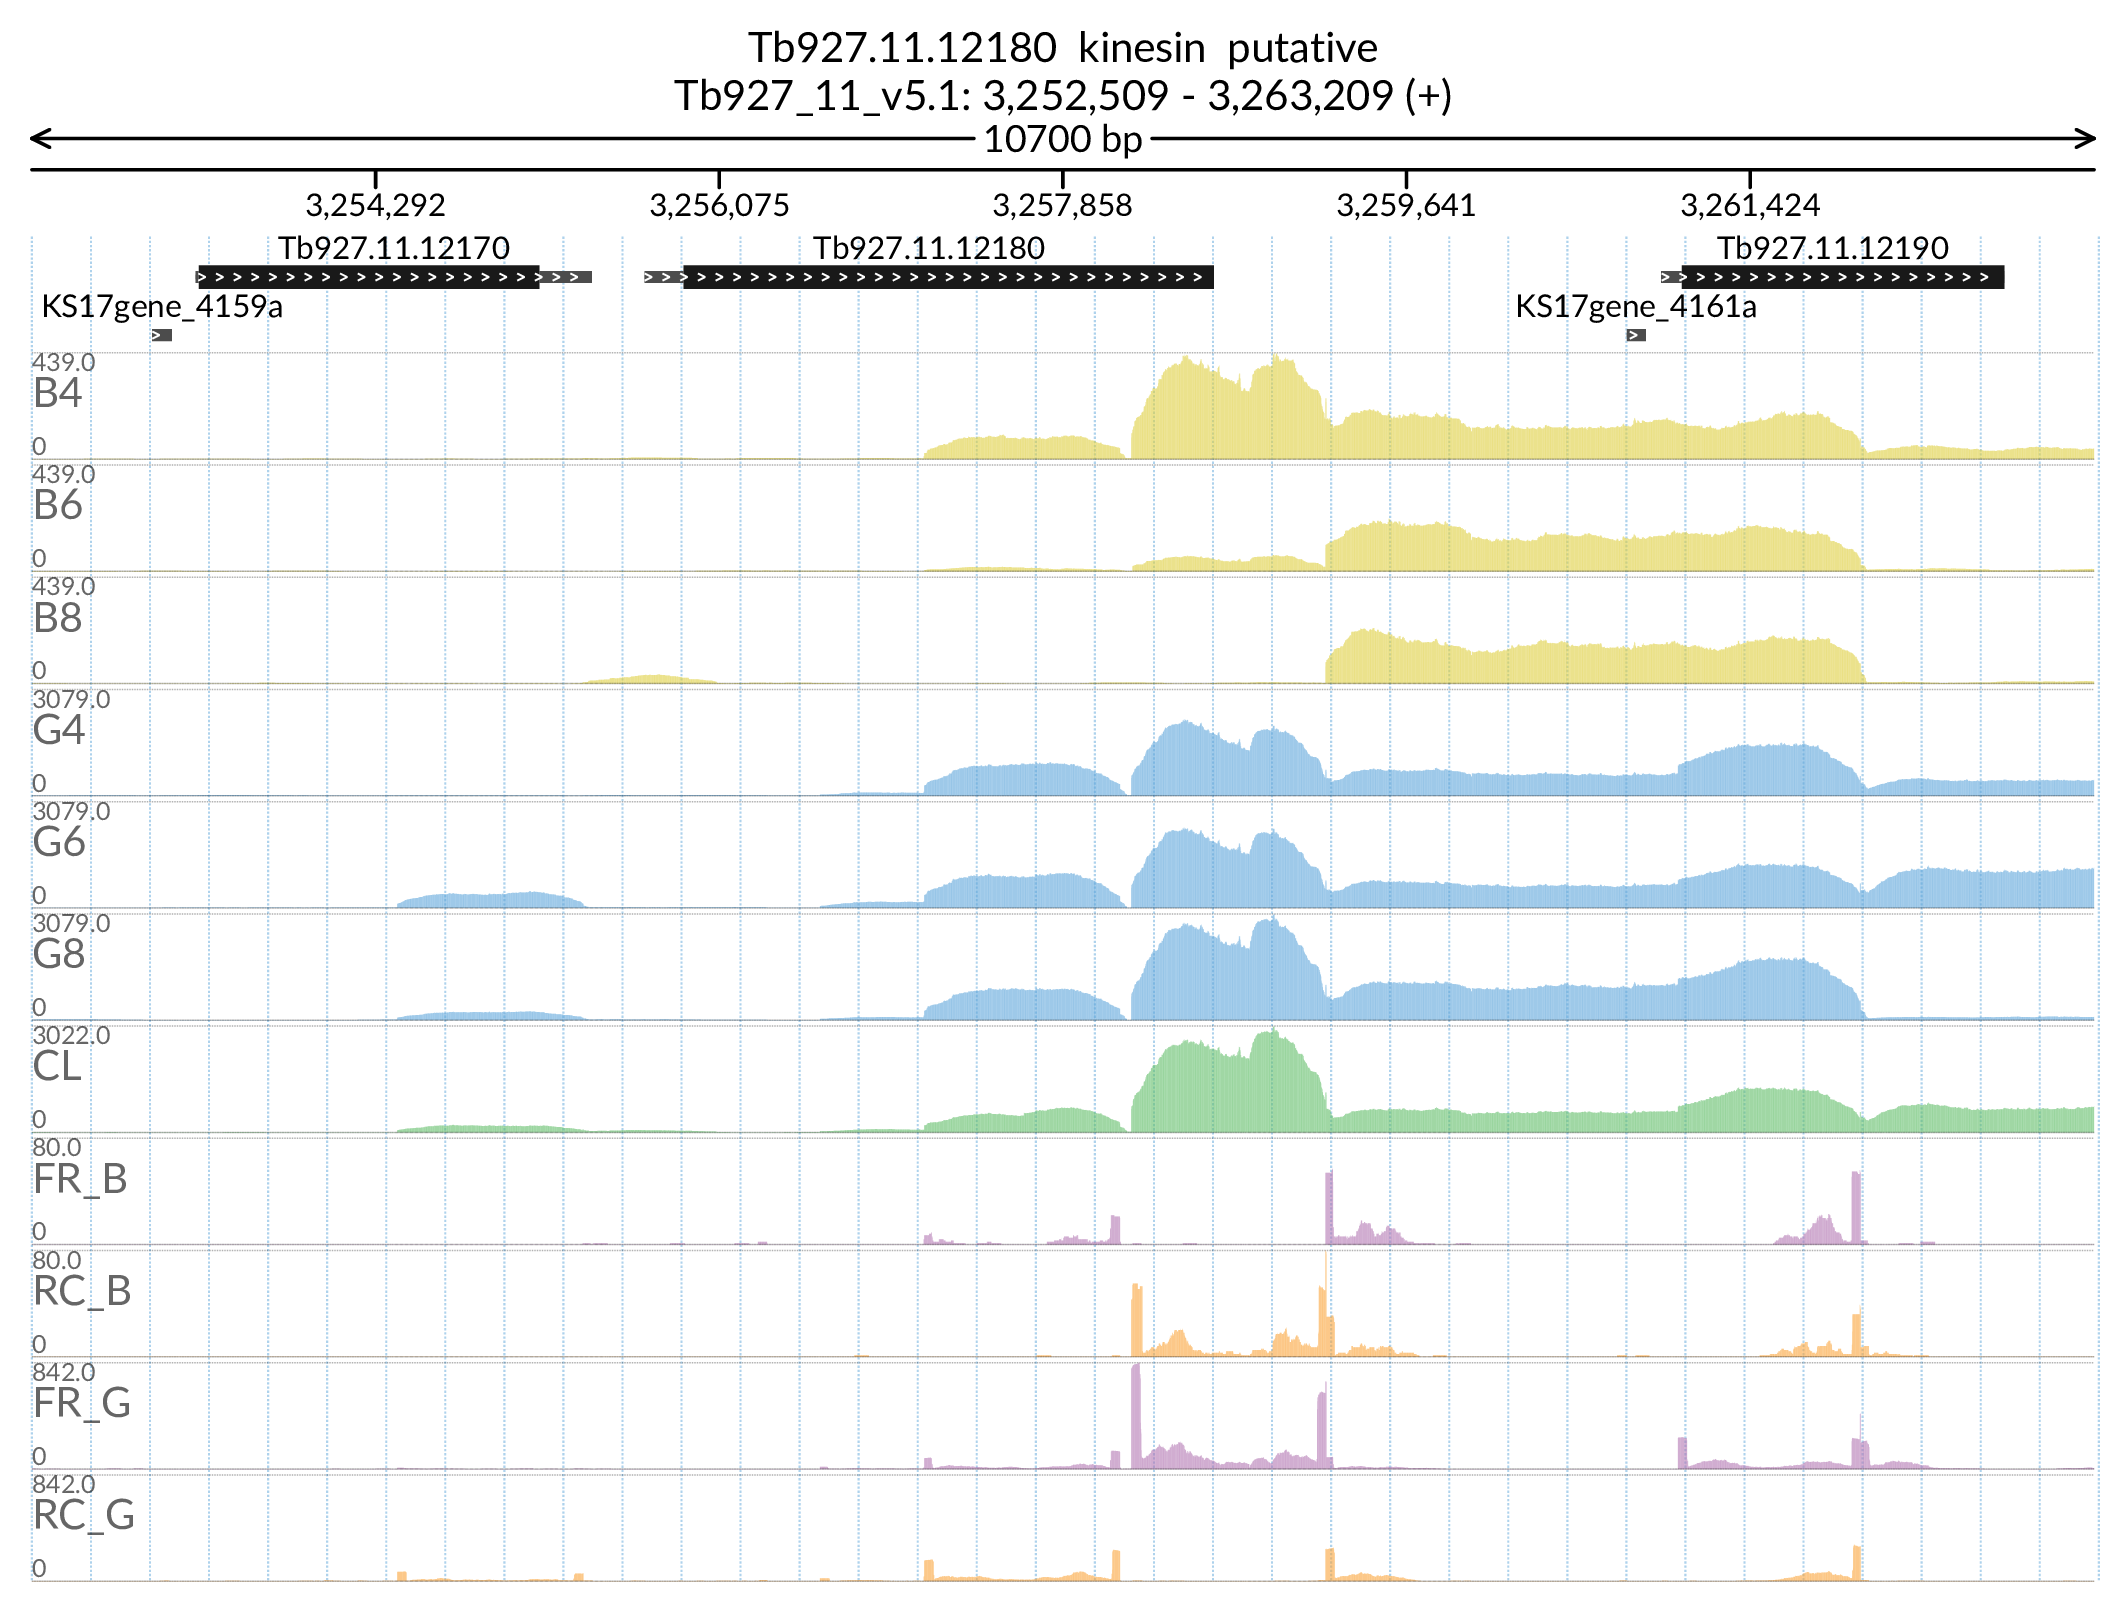 Tb927.11.12180 kinesin putative
Tb927_11_v5.1: 3,252,509 - 3,263,209 (+)
10700 bp
3,254,292 3,256,075 3,257,858 3,259,641 3,261,424
Tb927.11.12170 Tb927.11.12180 Tb927.11.12190
KS17gene_4159a KS17gene_4161a
439.0
B4
0
439.0
B6
0
439.0
B8
0
3079.0
G4
0
3079.0
G6
0
3079.0
G8
0
3022.0
CL
0
80.0
FR_B
0
80.0
RC_B
0
842.0
FR_G
0
842.0
RC_G
0